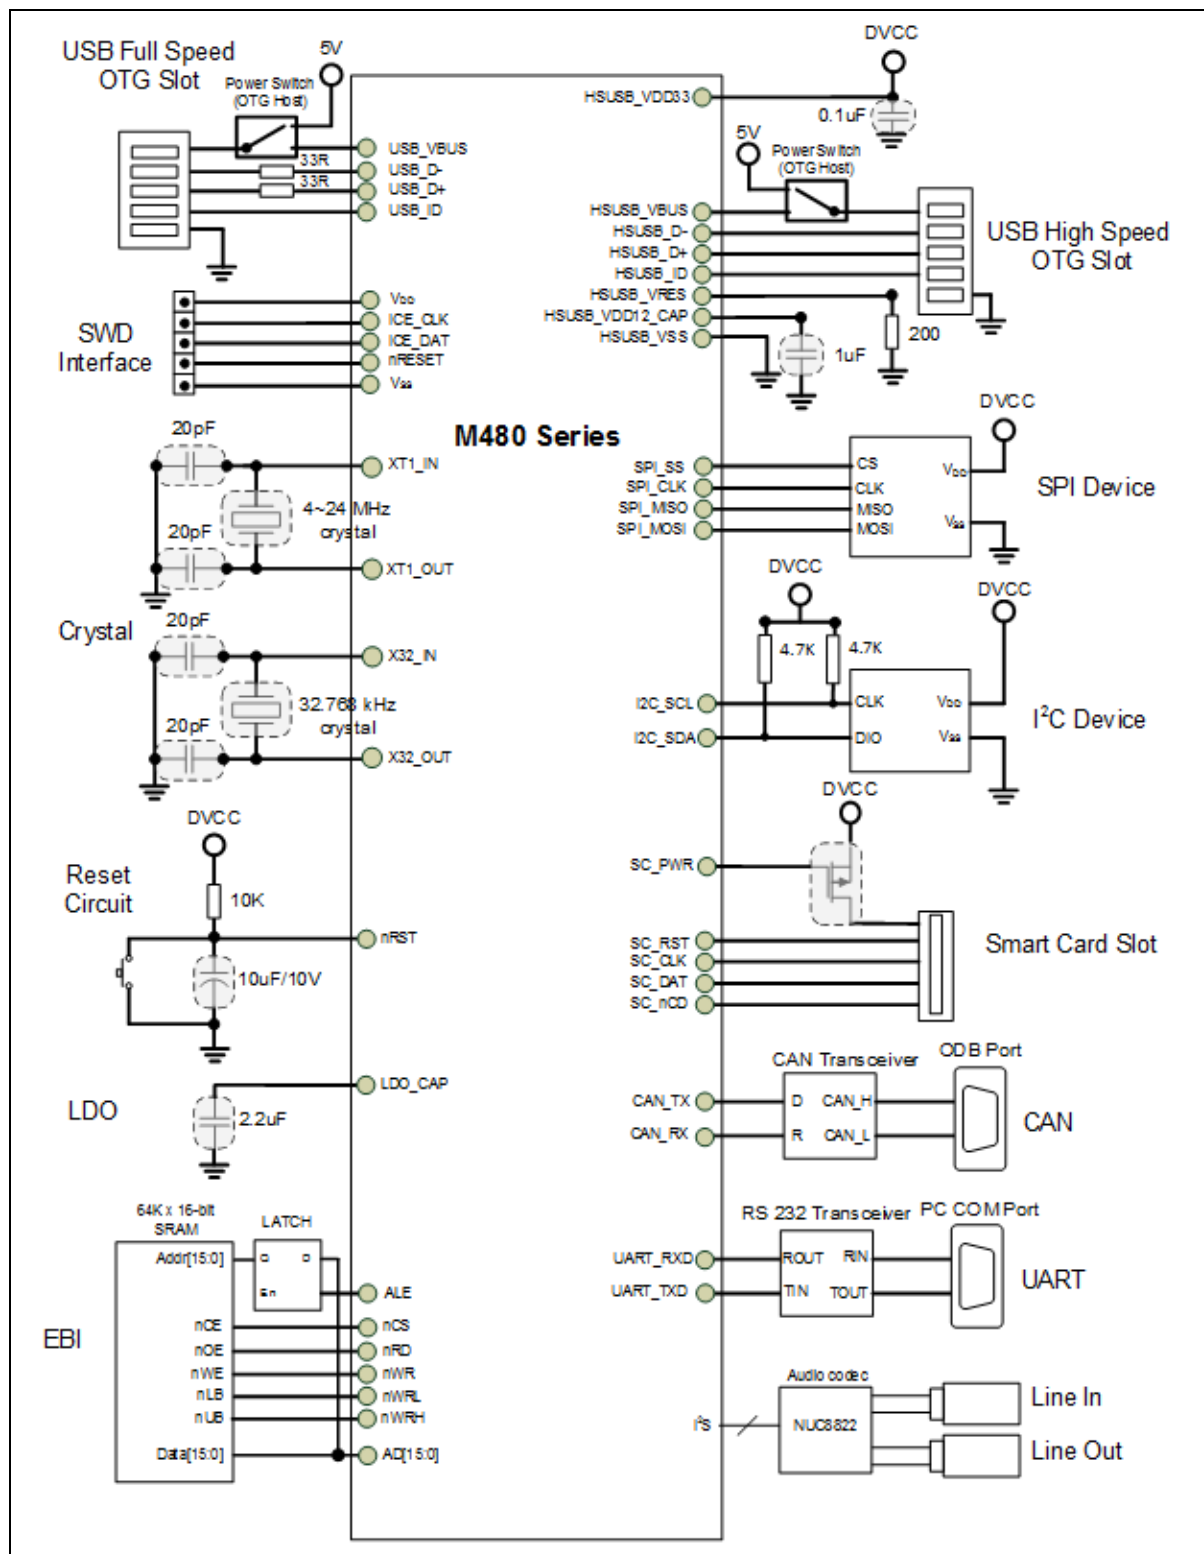 USB Full Speed
OTG Slot
5V
Power Switch
(OTG Host)
33R
33R
USB_VBUS
USB_D-
USB_D+
USB_ID
DVCC
HSUSB_VDD33
0.1uF
5V
Power Switch
(OTG Host)
HSUSB_VBUS
HSUSB_D-
HSUSB_D+
HSUSB_ID
HSUSB_VRES
HSUSB_VDD12_CAP
HSUSB_VSS
USB High Speed
OTG Slot
200
1uF
SWD
Interface
VDD
ICE_CLK
ICE_DAT
nRESET
VSS
M480 Series
20pF
XT1_IN
4~24 MHz
crystal
20pF
XT1_OUT
Crystal
20pF
X32_IN
32.768 kHz
crystal
20pF
X32_OUT
DVCC
SPI_SS
SPI_CLK
SPI_MISO
SPI_MOSI
CS
CLK
MISO
MOSI
VDD
VSS
SPI Device
DVCC
DVCC
4.7K
4.7K
I2C_SCL
I2C_SDA
CLK
DIO
VDD
VSS
I²C Device
DVCC
Reset
Circuit
10K
nRST
10uF/10V
DVCC
SC_PWR
SC_RST
SC_CLK
SC_DAT
SC_nCD
Smart Card Slot
LDO
LDO_CAP
2.2uF
CAN Transceiver
ODB Port
CAN_TX
CAN_RX
D
R
CAN_H
CAN_L
CAN
64K x 16-bit
SRAM
LATCH
Addr[15:0]
Q
D
En
ALE
EBI
nCE
nOE
nWE
nLB
nUB
Data[15:0]
nCS
nRD
nWR
nWRL
nWRH
AD[15:0]
RS 232 Transceiver
PC COM Port
UART_RXD
UART_TXD
ROUT
TIN
RIN
TOUT
UART
Audio codec
I²S
NUC8822
Line In
Line Out